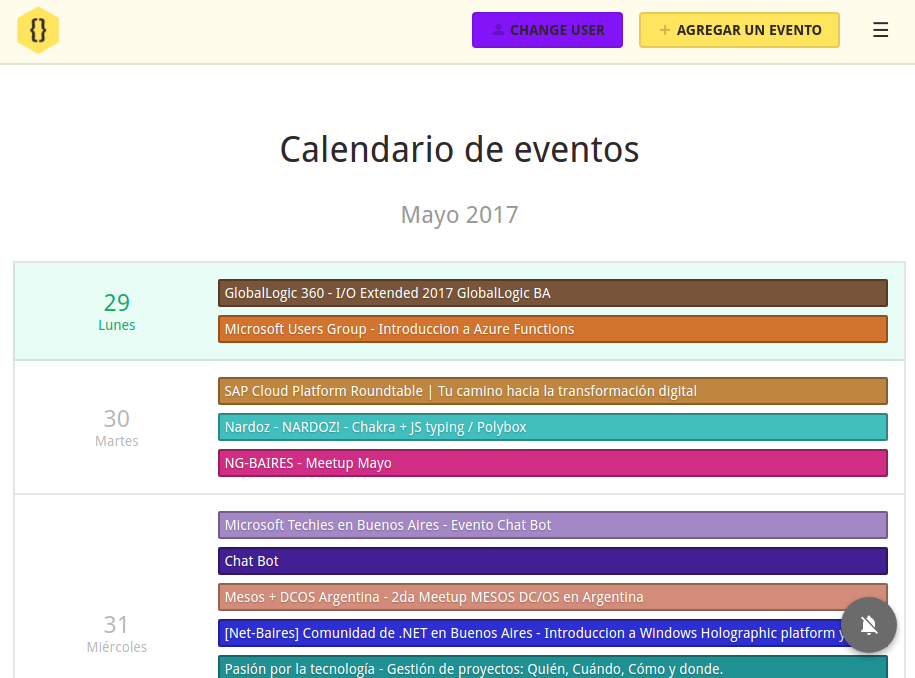 {}
CHANGE USER
AGREGAR UN EVENTO
Calendario de eventos
Mayo 2017
29
Lunes
GlobalLogic 360 - I/O Extended 2017 GlobalLogic BA
Microsoft Users Group - Introduccion a Azure Functions
30
Martes
SAP Cloud Platform Roundtable | Tu camino hacia la transformación digital
Nardoz - NARDOZ! - Chakra + JS typing / Polybox
NG-BAIRES - Meetup Mayo
31
Miércoles
Microsoft Techies en Buenos Aires - Evento Chat Bot
Chat Bot
Mesos + DCOS Argentina - 2da Meetup MESOS DC/OS en Argentina
[Net-Baires] Comunidad de .NET en Buenos Aires - Introduccion a Windows Holographic platform y
Pasión por la tecnología - Gestión de proyectos: Quién, Cuándo, Cómo y donde.